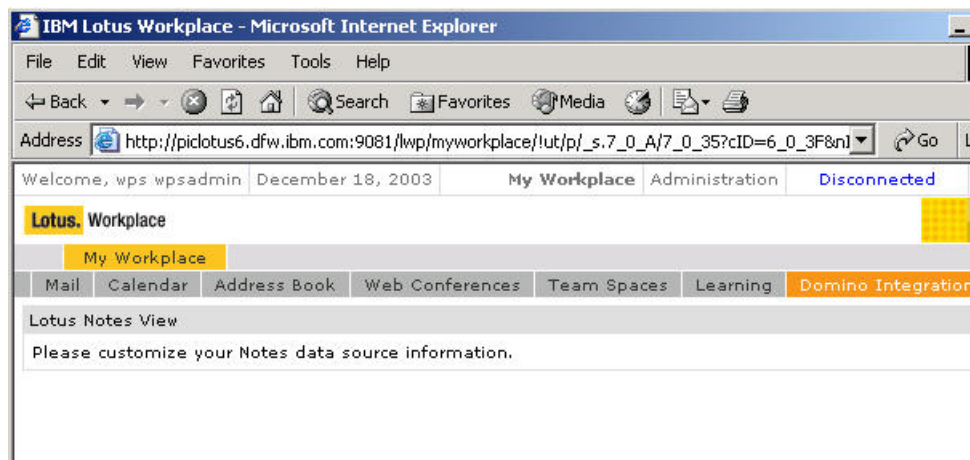 IBM Lotus Workplace - Microsoft Internet Explorer
File Edit View Favorites Tools Help
Back Search Favorites Media
Address http://piclotus6.dfw.ibm.com:9081/lwp/myworkplace/!ut/p/_s.7_0_A/7_0_35?cID=6_0_3F&n] Go L
Welcome, wps wpsadmin December 18, 2003 My Workplace Administration Disconnected
Lotus. Workplace
My Workplace
Mail Calendar Address Book Web Conferences Team Spaces Learning Domino Integration
Lotus Notes View
Please customize your Notes data source information.